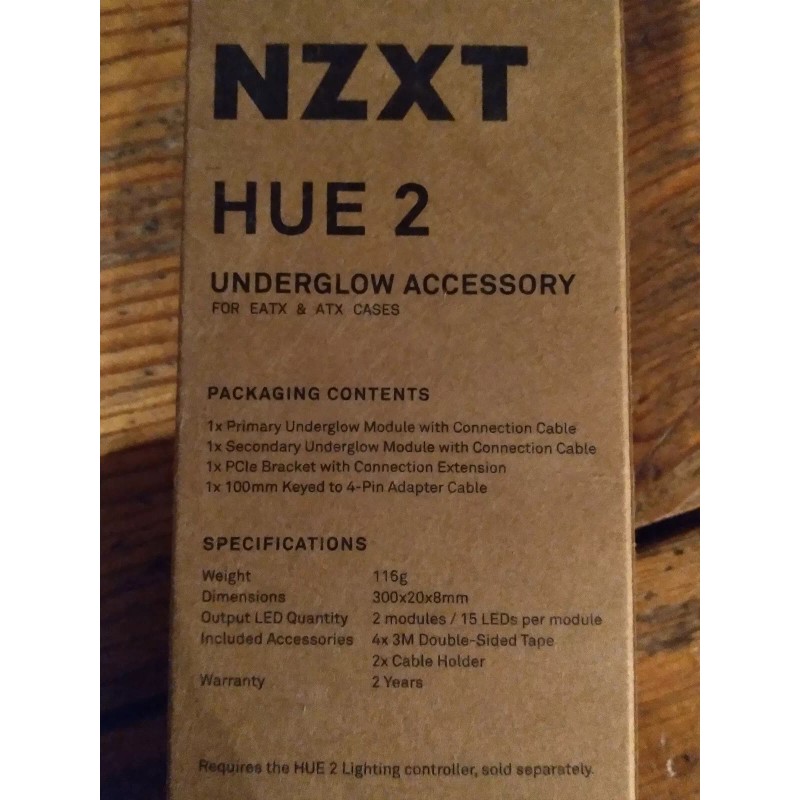 NZXT
HUE 2
UNDERGLOW ACCESSORY
FOR EATX & ATX CASES
PACKAGING CONTENTS
1x Primary Underglow Module with Connection Cable
1x Secondary Underglow Module with Connection Cable
1x PCIe Bracket with Connection Extension
1x 100mm Keyed to 4-Pin Adapter Cable
SPECIFICATIONS
Weight 116g
Dimensions 300x20x8mm
Output LED Quantity 2 modules / 15 LEDs per module
Included Accessories 4x 3M Double-Sided Tape
2x Cable Holder
Warranty 2 Years
Requires the HUE 2 Lighting controller, sold separately.